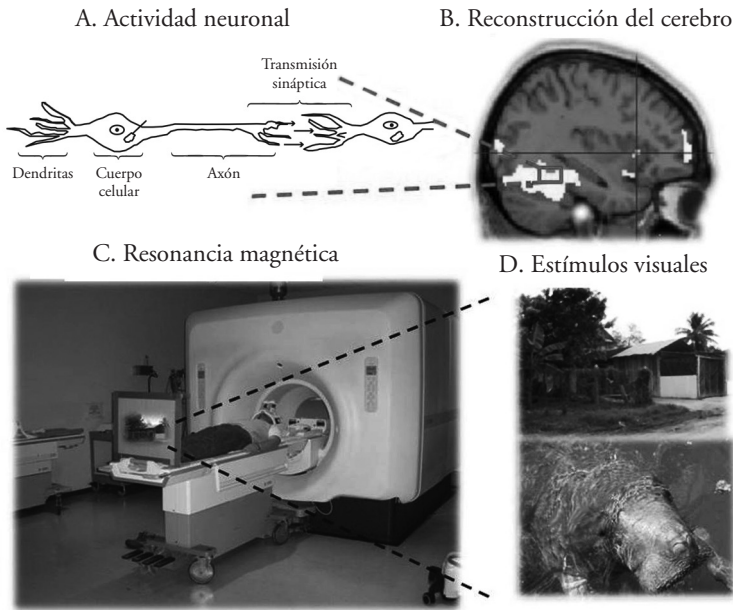 A. Actividad neuronal
B. Reconstrucción del cerebro
Transmisión
sináptica
Dendritas
Cuerpo
celular
Axón
C. Resonancia magnética
D. Estímulos visuales